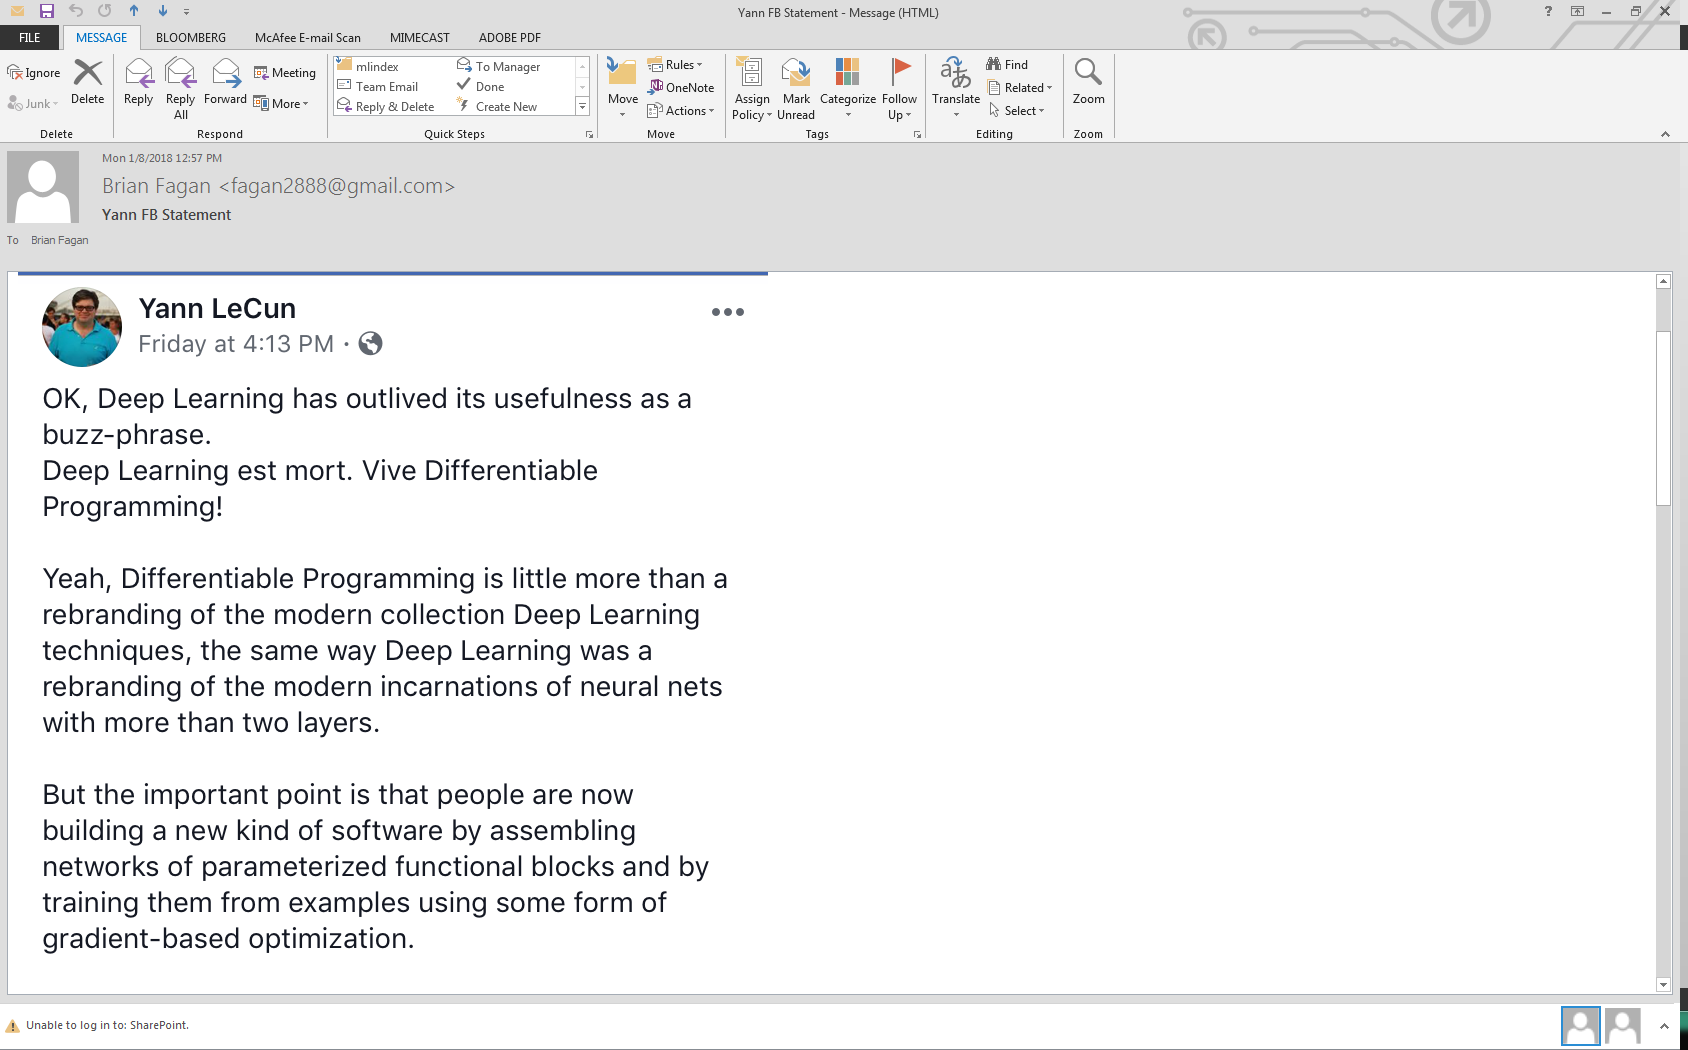 Yann FB Statement - Message (HTML)
?
FILE
MESSAGE
BLOOMBERG
McAfee E-mail Scan
MIMECAST
ADOBE PDF
Ignore
Junk
Delete
Delete
Reply
Reply All
Forward
Meeting
More
Respond
mlindex
Team Email
Reply & Delete
To Manager
Done
Create New
Quick Steps
Move
Rules
OneNote
Actions
Move
Assign Policy
Mark Unread
Categorize
Follow Up
Tags
Translate
Find
Related
Select
Editing
Zoom
Zoom
Mon 1/8/2018 12:57 PM
Brian Fagan <fagan2888@gmail.com>
Yann FB Statement
To Brian Fagan
Yann LeCun
Friday at 4:13 PM ·
OK, Deep Learning has outlived its usefulness as a
buzz-phrase.
Deep Learning est mort. Vive Differentiable
Programming!
Yeah, Differentiable Programming is little more than a
rebranding of the modern collection Deep Learning
techniques, the same way Deep Learning was a
rebranding of the modern incarnations of neural nets
with more than two layers.
But the important point is that people are now
building a new kind of software by assembling
networks of parameterized functional blocks and by
training them from examples using some form of
gradient-based optimization.
Unable to log in to: SharePoint.